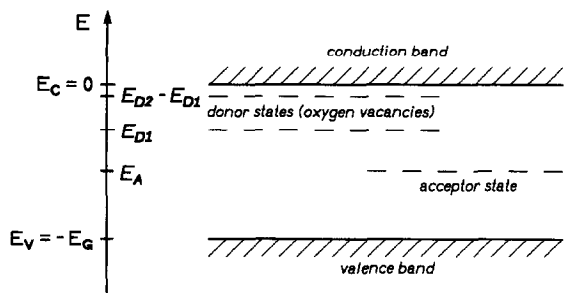 E
conduction band
E_C = 0
E_D2 - E_D1
donor states (oxygen vacancies)
E_D1
E_A
acceptor state
E_V = -E_G
valence band